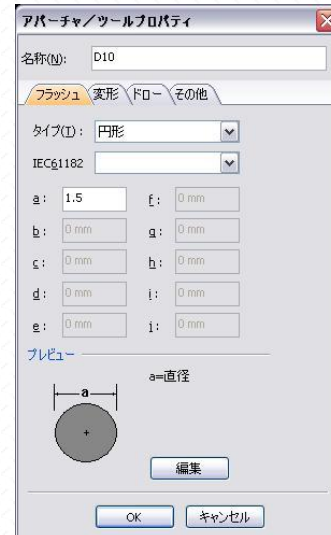 アパーチャ／ツールプロパティ
名称(N): D10
フラッシュ 変形 ドロー その他
タイプ(T): 円形
IEC61182
a: 1.5 f: 0 mm
b: 0 mm g: 0 mm
c: 0 mm h: 0 mm
d: 0 mm i: 0 mm
e: 0 mm j: 0 mm
プレビュー
a a=直径
編集
OK キャンセル